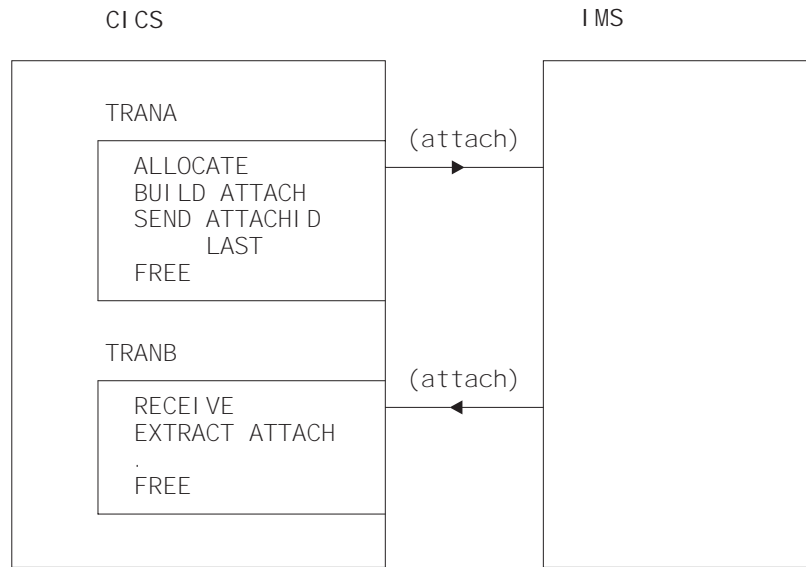 CICS
IMS
TRANA
(attach)
ALLOCATE
BUILD ATTACH
SEND ATTACHID
LAST
FREE
TRANB
(attach)
RECEIVE
EXTRACT ATTACH
.
FREE